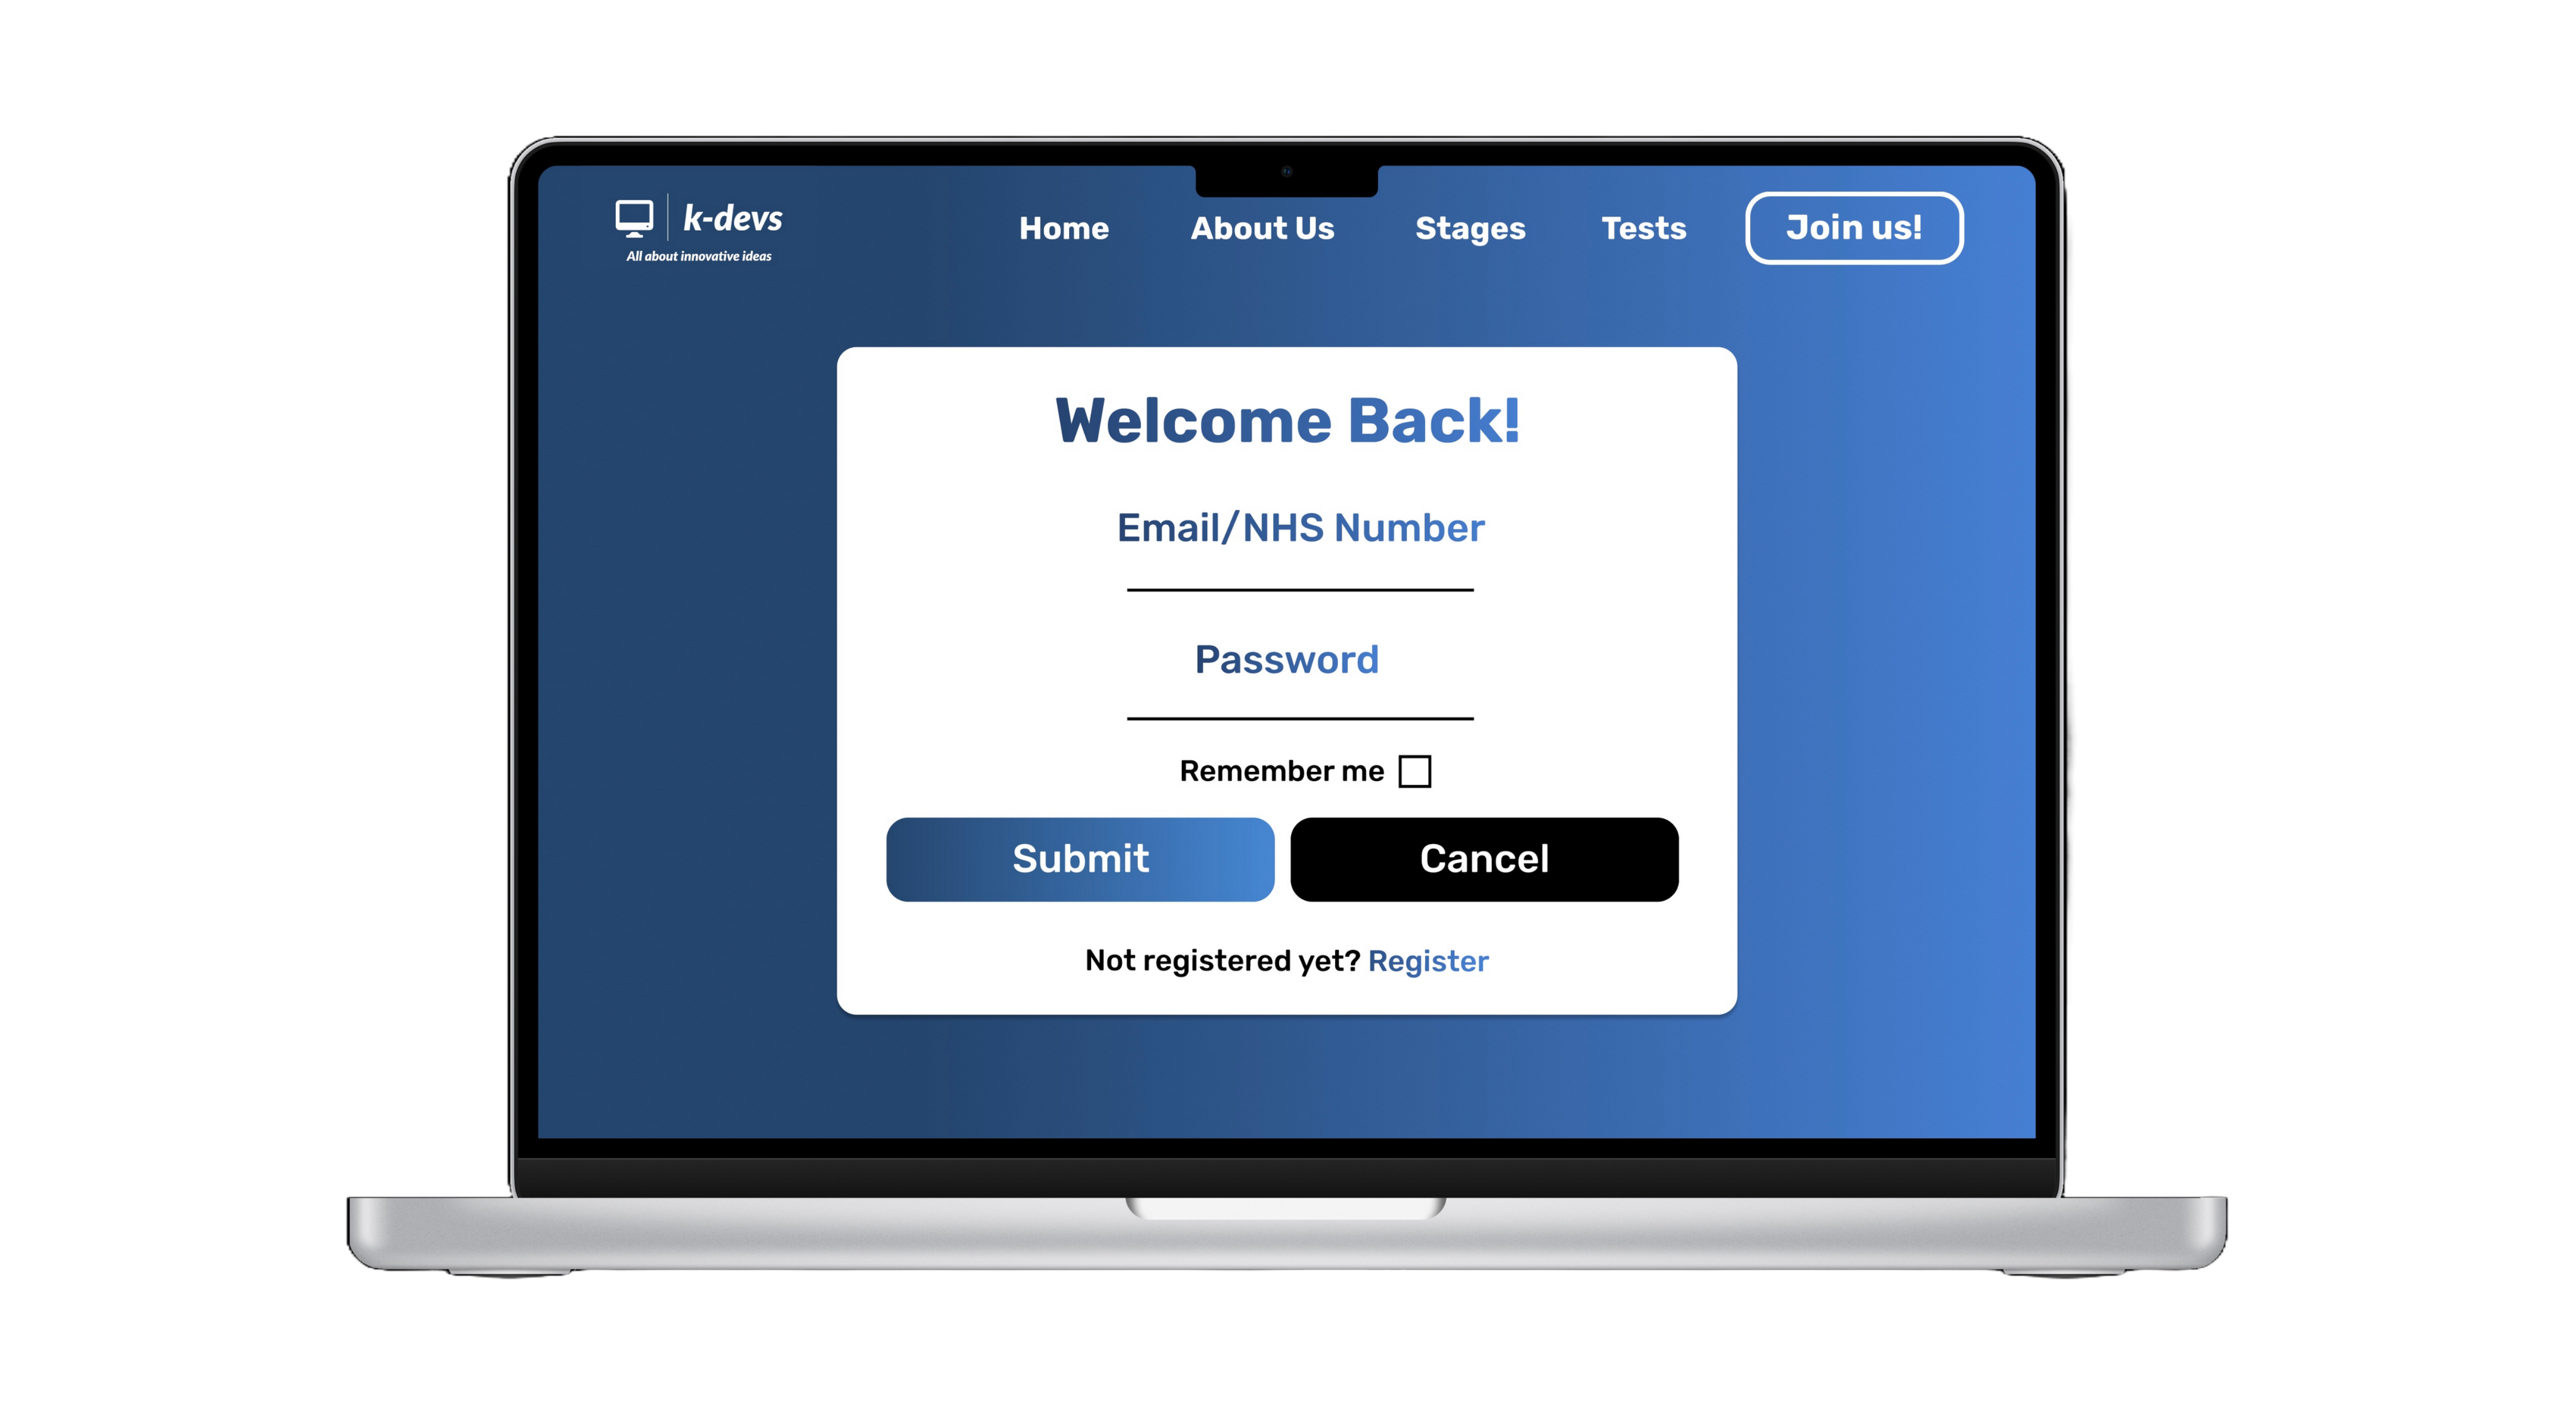 k-devs
All about innovative ideas
Home About Us Stages Tests Join us!
Welcome Back!
Email/NHS Number
Password
Remember me
Submit Cancel
Not registered yet? Register